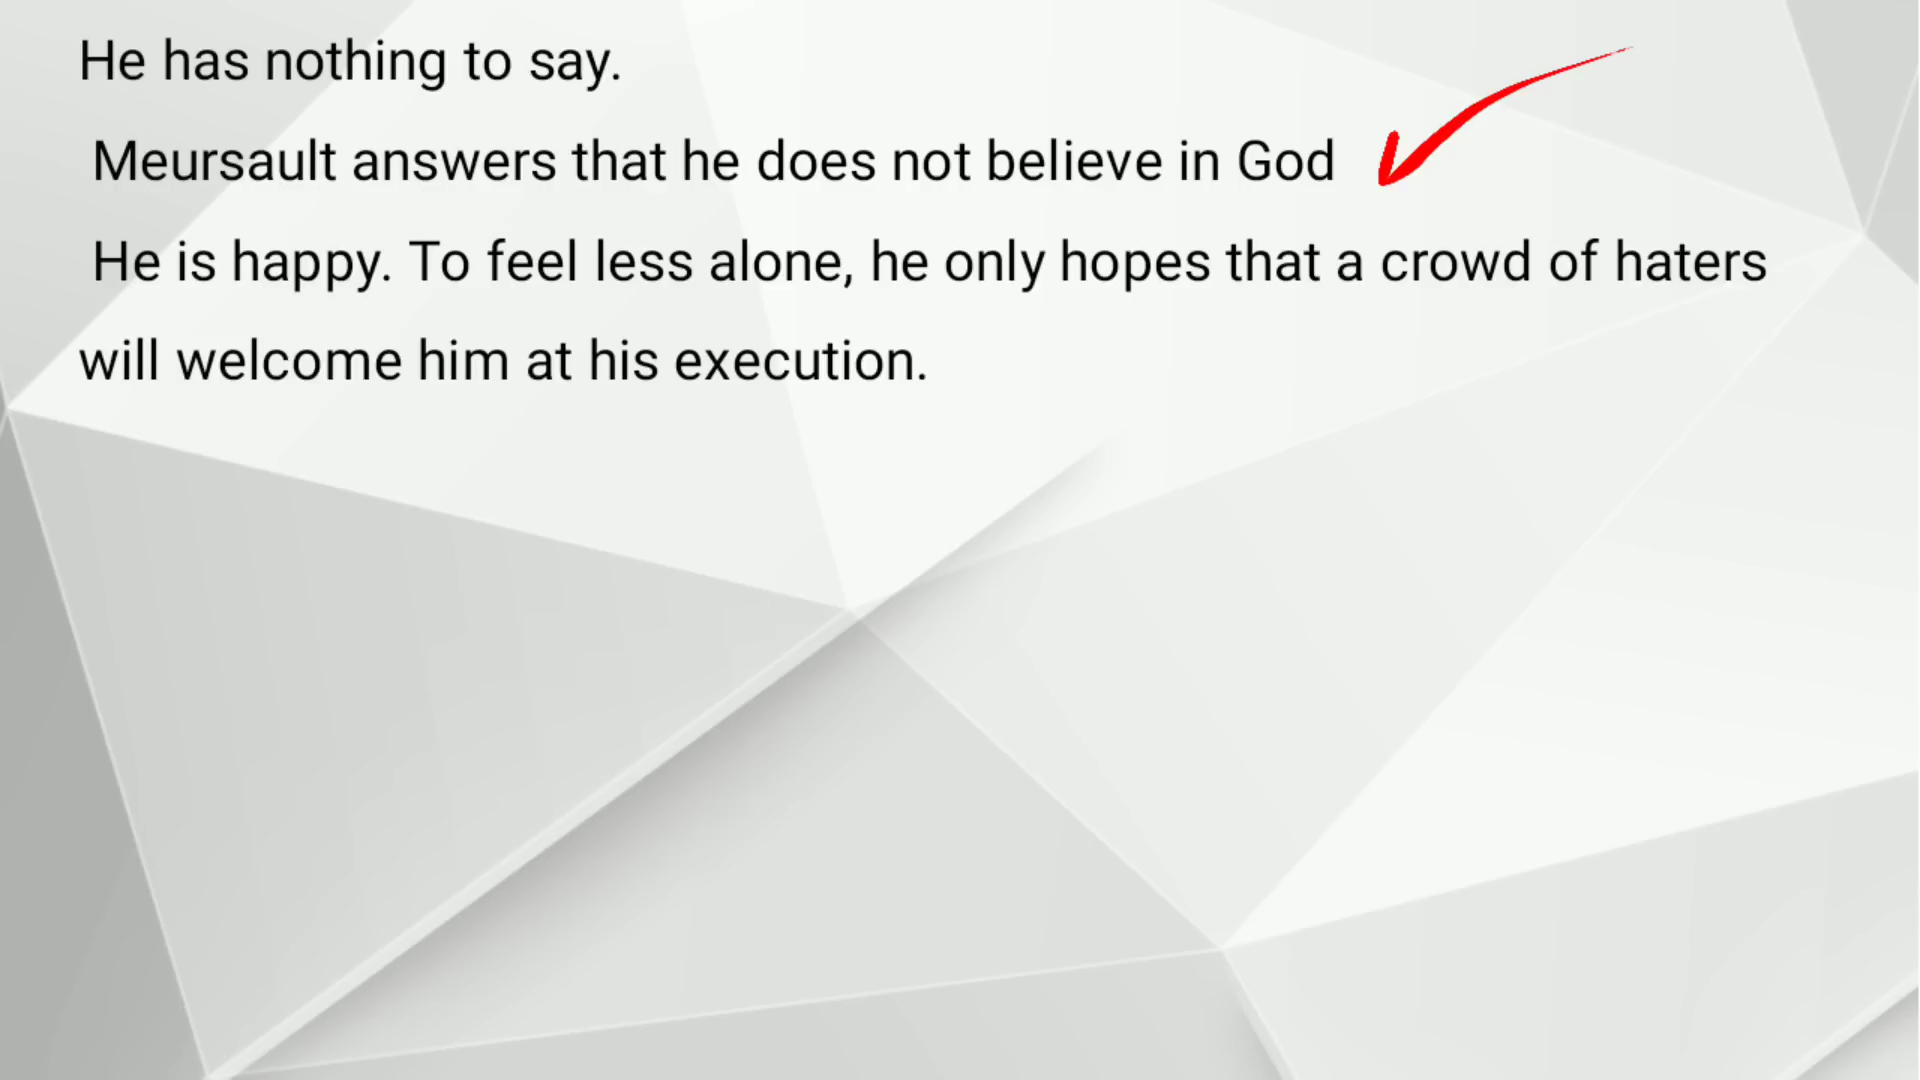 He has nothing to say.
Meursault answers that he does not believe in God
He is happy. To feel less alone, he only hopes that a crowd of haters
will welcome him at his execution.